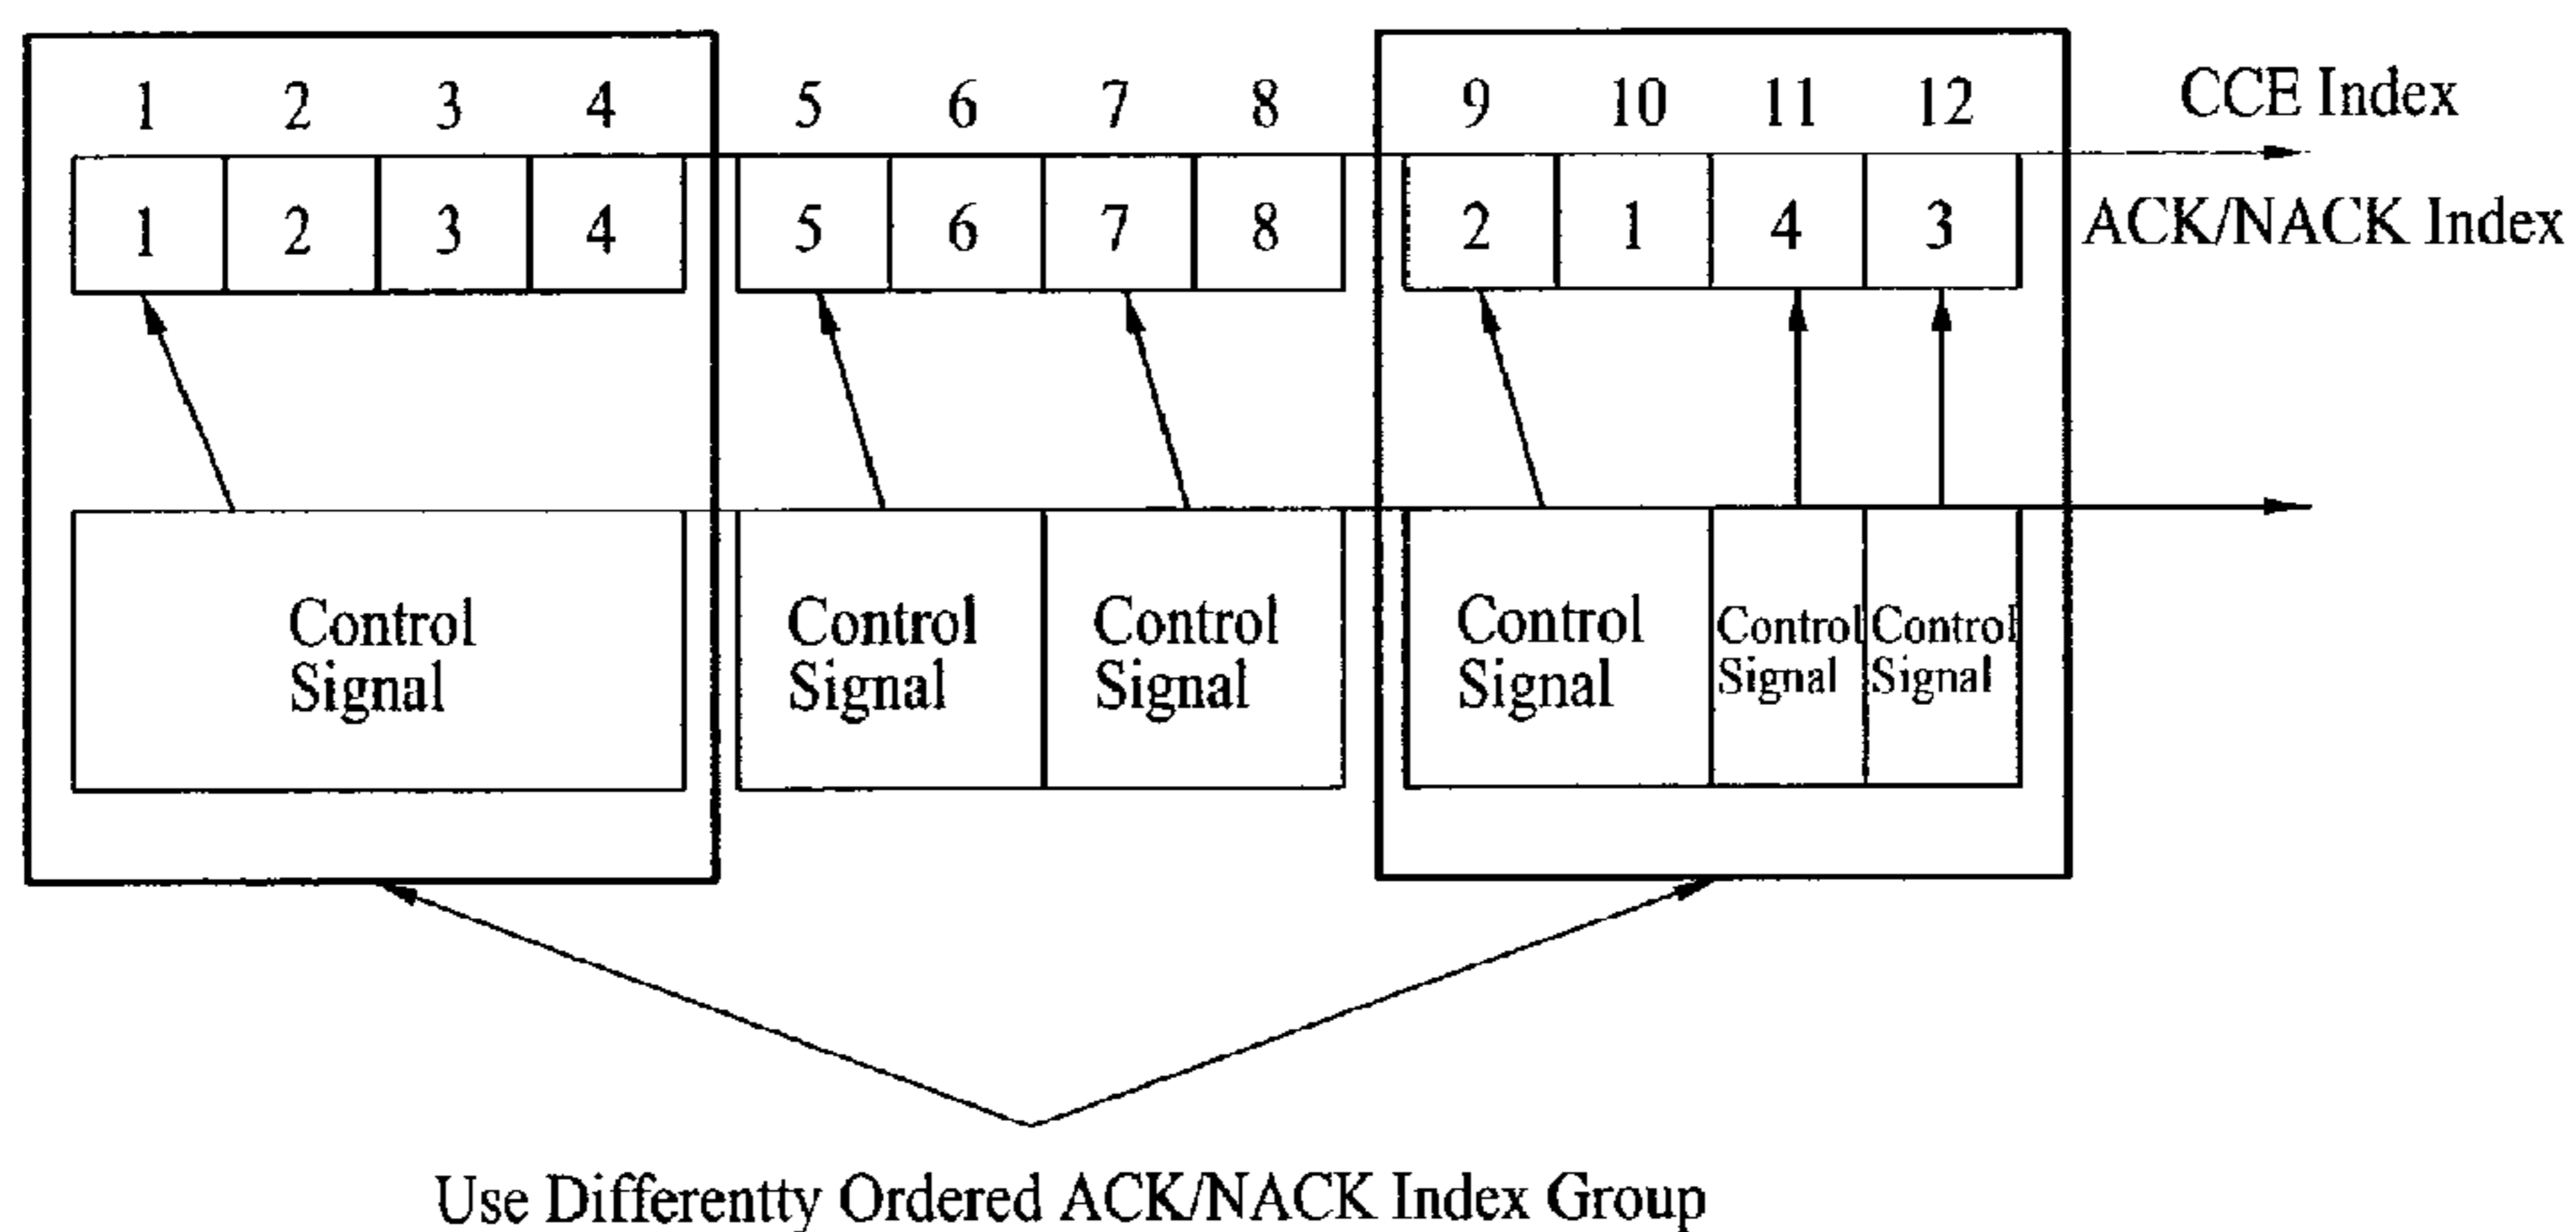 1 2 3 4 5 6 7 8 9 10 11 12 CCE Index
1 2 3 4 5 6 7 8 2 1 4 3 ACK/NACK Index
Control
Signal
Control
Signal
Control
Signal
Control
Signal
Control
Signal
Control
Signal
Use Differentty Ordered ACK/NACK Index Group